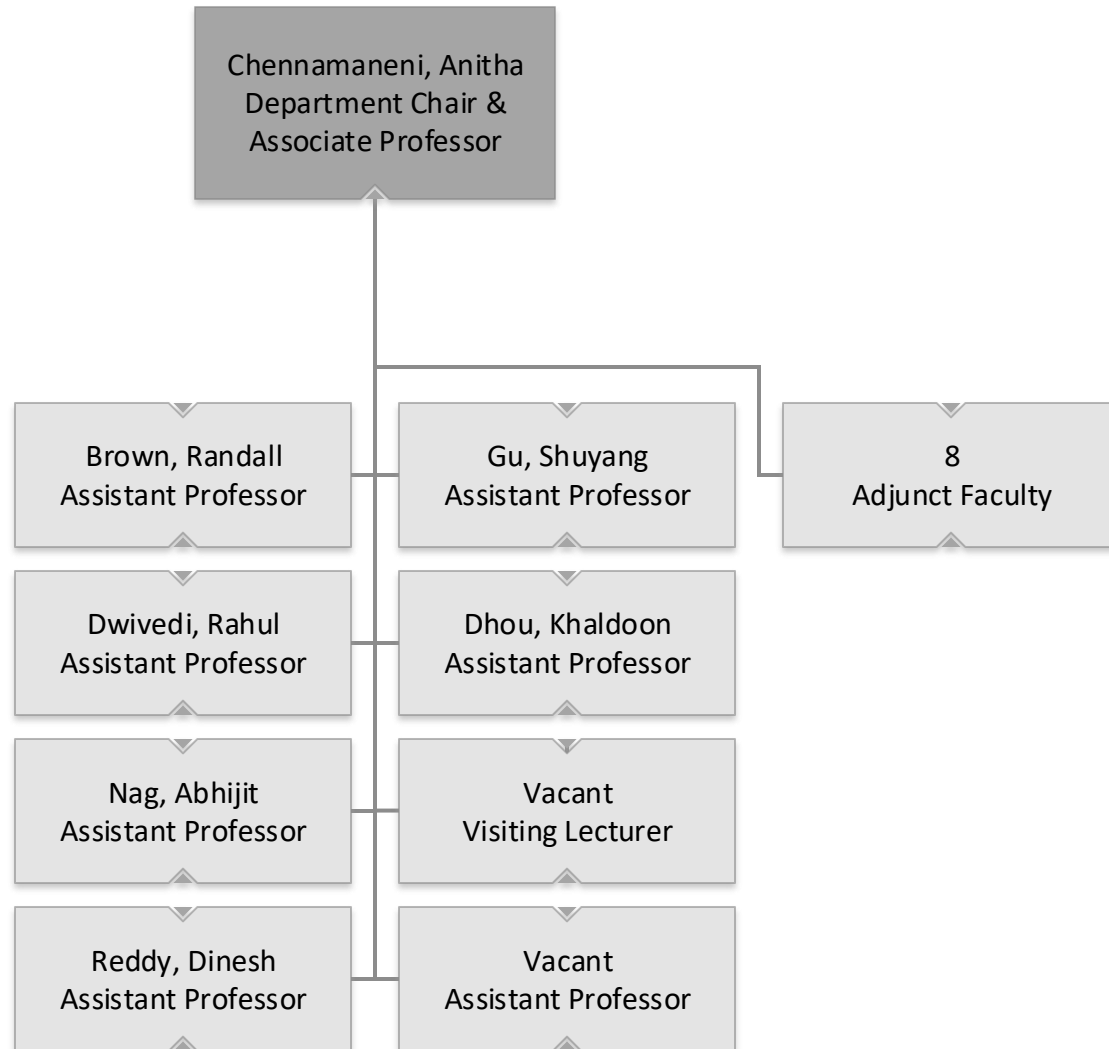 Chennamaneni, Anitha
Department Chair &
Associate Professor
Brown, Randall
Assistant Professor
Gu, Shuyang
Assistant Professor
8
Adjunct Faculty
Dwivedi, Rahul
Assistant Professor
Dhou, Khaldoon
Assistant Professor
Nag, Abhijit
Assistant Professor
Vacant
Visiting Lecturer
Reddy, Dinesh
Assistant Professor
Vacant
Assistant Professor